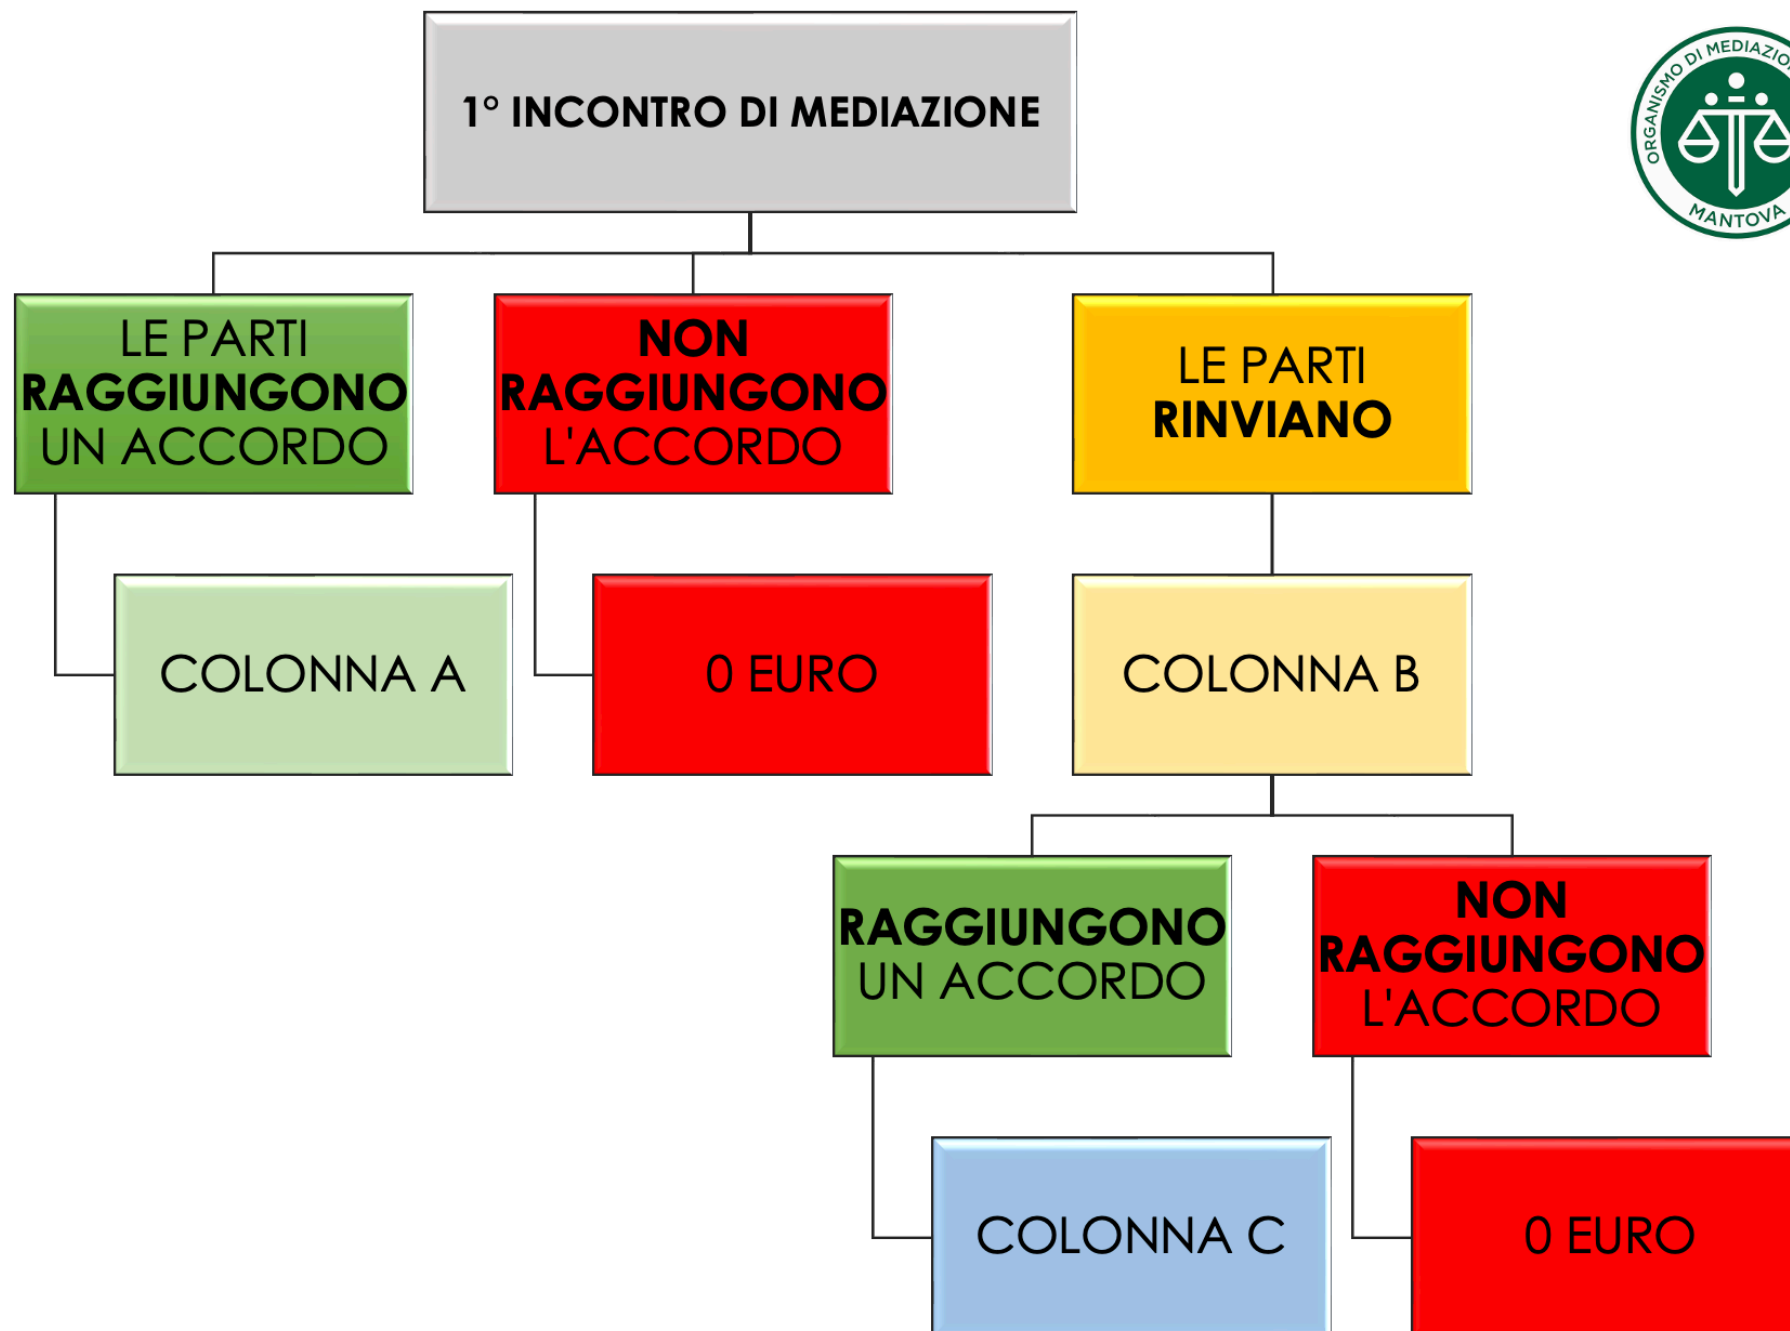 1° INCONTRO DI MEDIAZIONE
ORGANISMO DI
MANTOVA
LE PARTI
RAGGIUNGONO
UN ACCORDO
NON
RAGGIUNGONO
L'ACCORDO
LE PARTI
RINVIANO
COLONNA A
0 EURO
COLONNA B
RAGGIUNGONO
UN ACCORDO
NON
RAGGIUNGONO
L'ACCORDO
COLONNA C
0 EURO